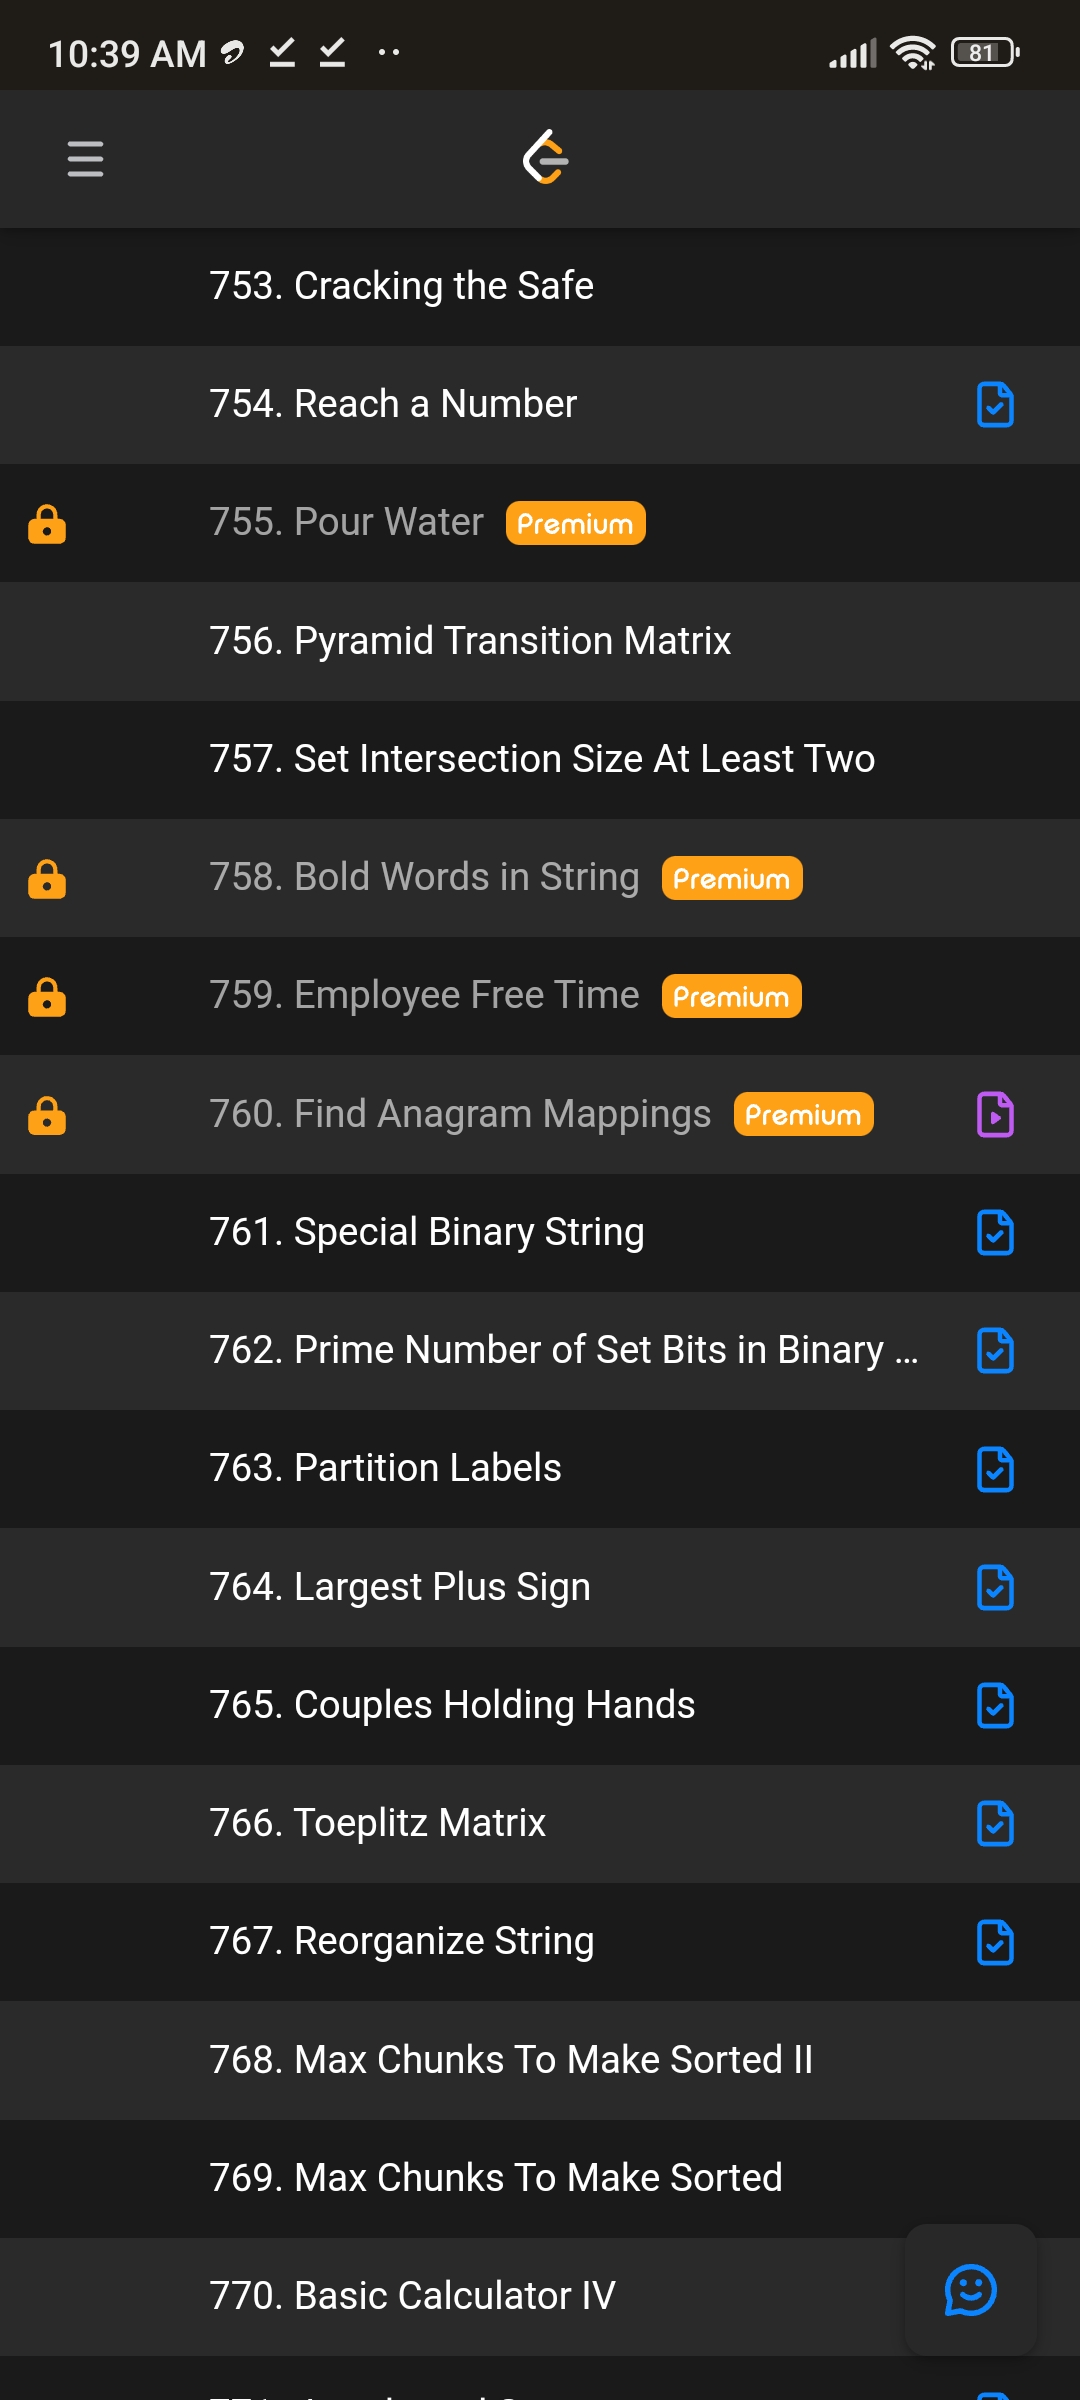 10:39 AM
81
753. Cracking the Safe
754. Reach a Number
755. Pour Water Premium
756. Pyramid Transition Matrix
757. Set Intersection Size At Least Two
758. Bold Words in String Premium
759. Employee Free Time Premium
760. Find Anagram Mappings Premium
761. Special Binary String
762. Prime Number of Set Bits in Binary ...
763. Partition Labels
764. Largest Plus Sign
765. Couples Holding Hands
766. Toeplitz Matrix
767. Reorganize String
768. Max Chunks To Make Sorted II
769. Max Chunks To Make Sorted
770. Basic Calculator IV